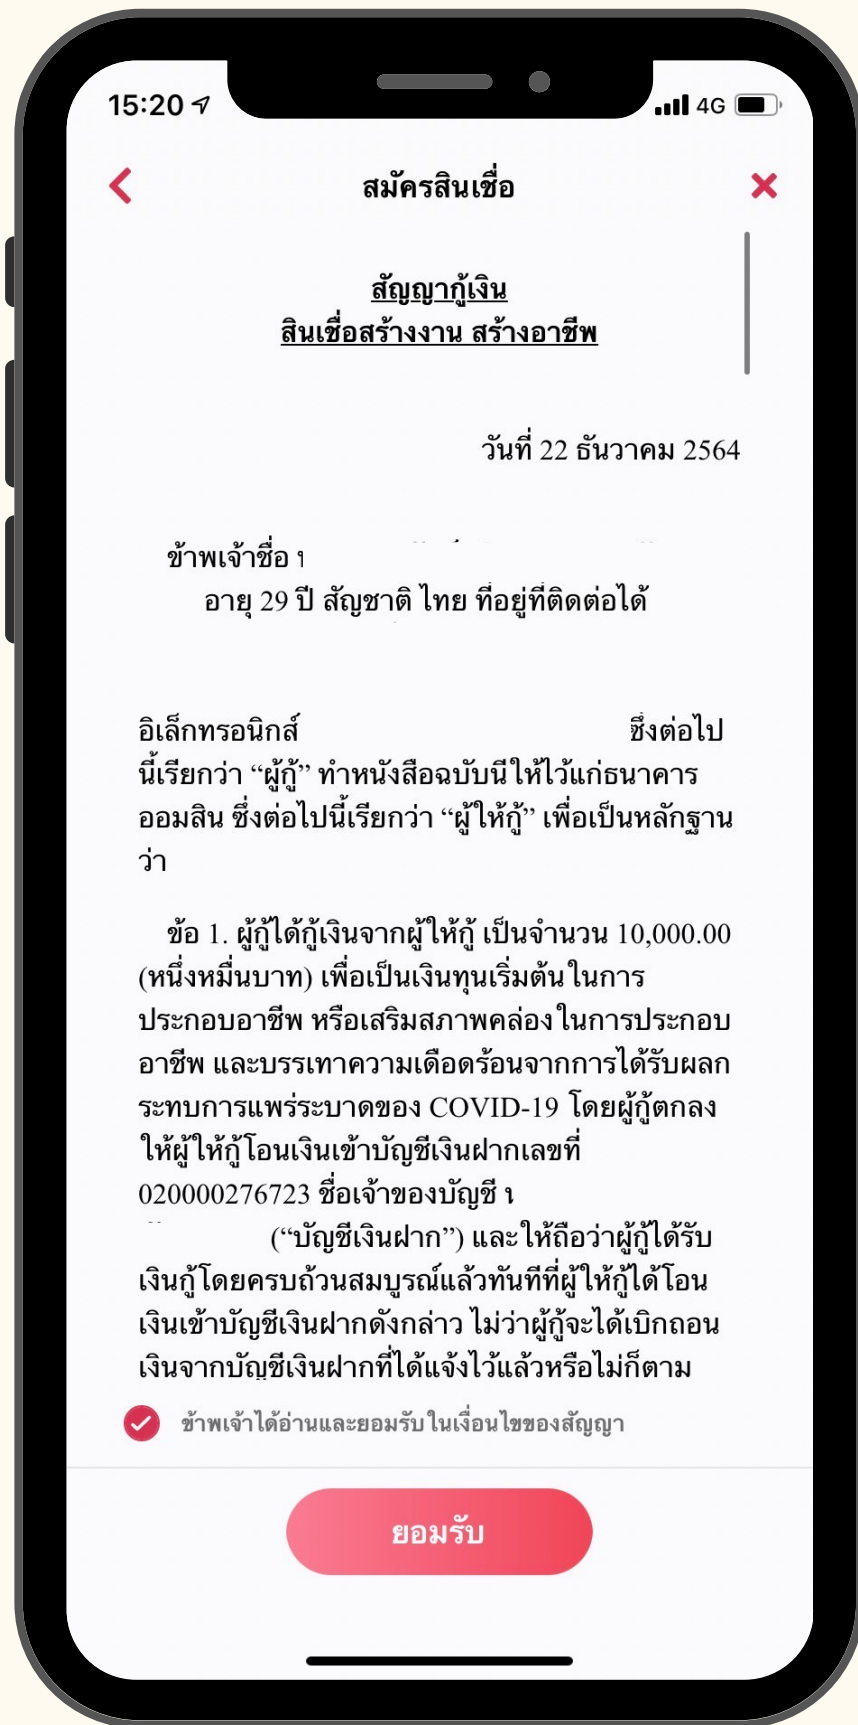 15:20
4G
สมัครสินเชื่อ
สัญญากู้เงิน
สินเชื่อสร้างงาน สร้างอาชีพ
วันที่ 22 ธันวาคม 2564
ข้าพเจ้าชื่อ
อายุ 29 ปี สัญชาติ ไทย ที่อยู่ที่ติดต่อได้
อิเล็กทรอนิกส์ ซึ่งต่อไป
นี้เรียกว่า “ผู้กู้” ทำหนังสือฉบับนี้ให้ไว้แก่ธนาคาร
ออมสิน ซึ่งต่อไปนี้เรียกว่า “ผู้ให้กู้” เพื่อเป็นหลักฐาน
ว่า
ข้อ 1. ผู้กู้ได้กู้เงินจากผู้ให้กู้ เป็นจำนวน 10,000.00
(หนึ่งหมื่นบาท) เพื่อเป็นเงินทุนเริ่มต้นในการ
ประกอบอาชีพ หรือเสริมสภาพคล่องในการประกอบ
อาชีพ และบรรเทาความเดือดร้อนจากการได้รับผลก
ระทบการแพร่ระบาดของ COVID-19 โดยผู้กู้ตกลง
ให้ผู้ให้กู้โอนเงินเข้าบัญชีเงินฝากเลขที่
020000276723 ชื่อเจ้าของบัญชี
(“บัญชีเงินฝาก”) และให้ถือว่าผู้กู้ได้รับ
เงินกู้โดยครบถ้วนสมบูรณ์แล้วทันทีที่ผู้ให้กู้ได้โอน
เงินเข้าบัญชีเงินฝากดังกล่าว ไม่ว่าผู้กู้จะได้เบิกถอน
เงินจากบัญชีเงินฝากที่ได้แจ้งไว้แล้วหรือไม่ก็ตาม
ข้าพเจ้าได้อ่านและยอมรับในเงื่อนไขของสัญญา
ยอมรับ